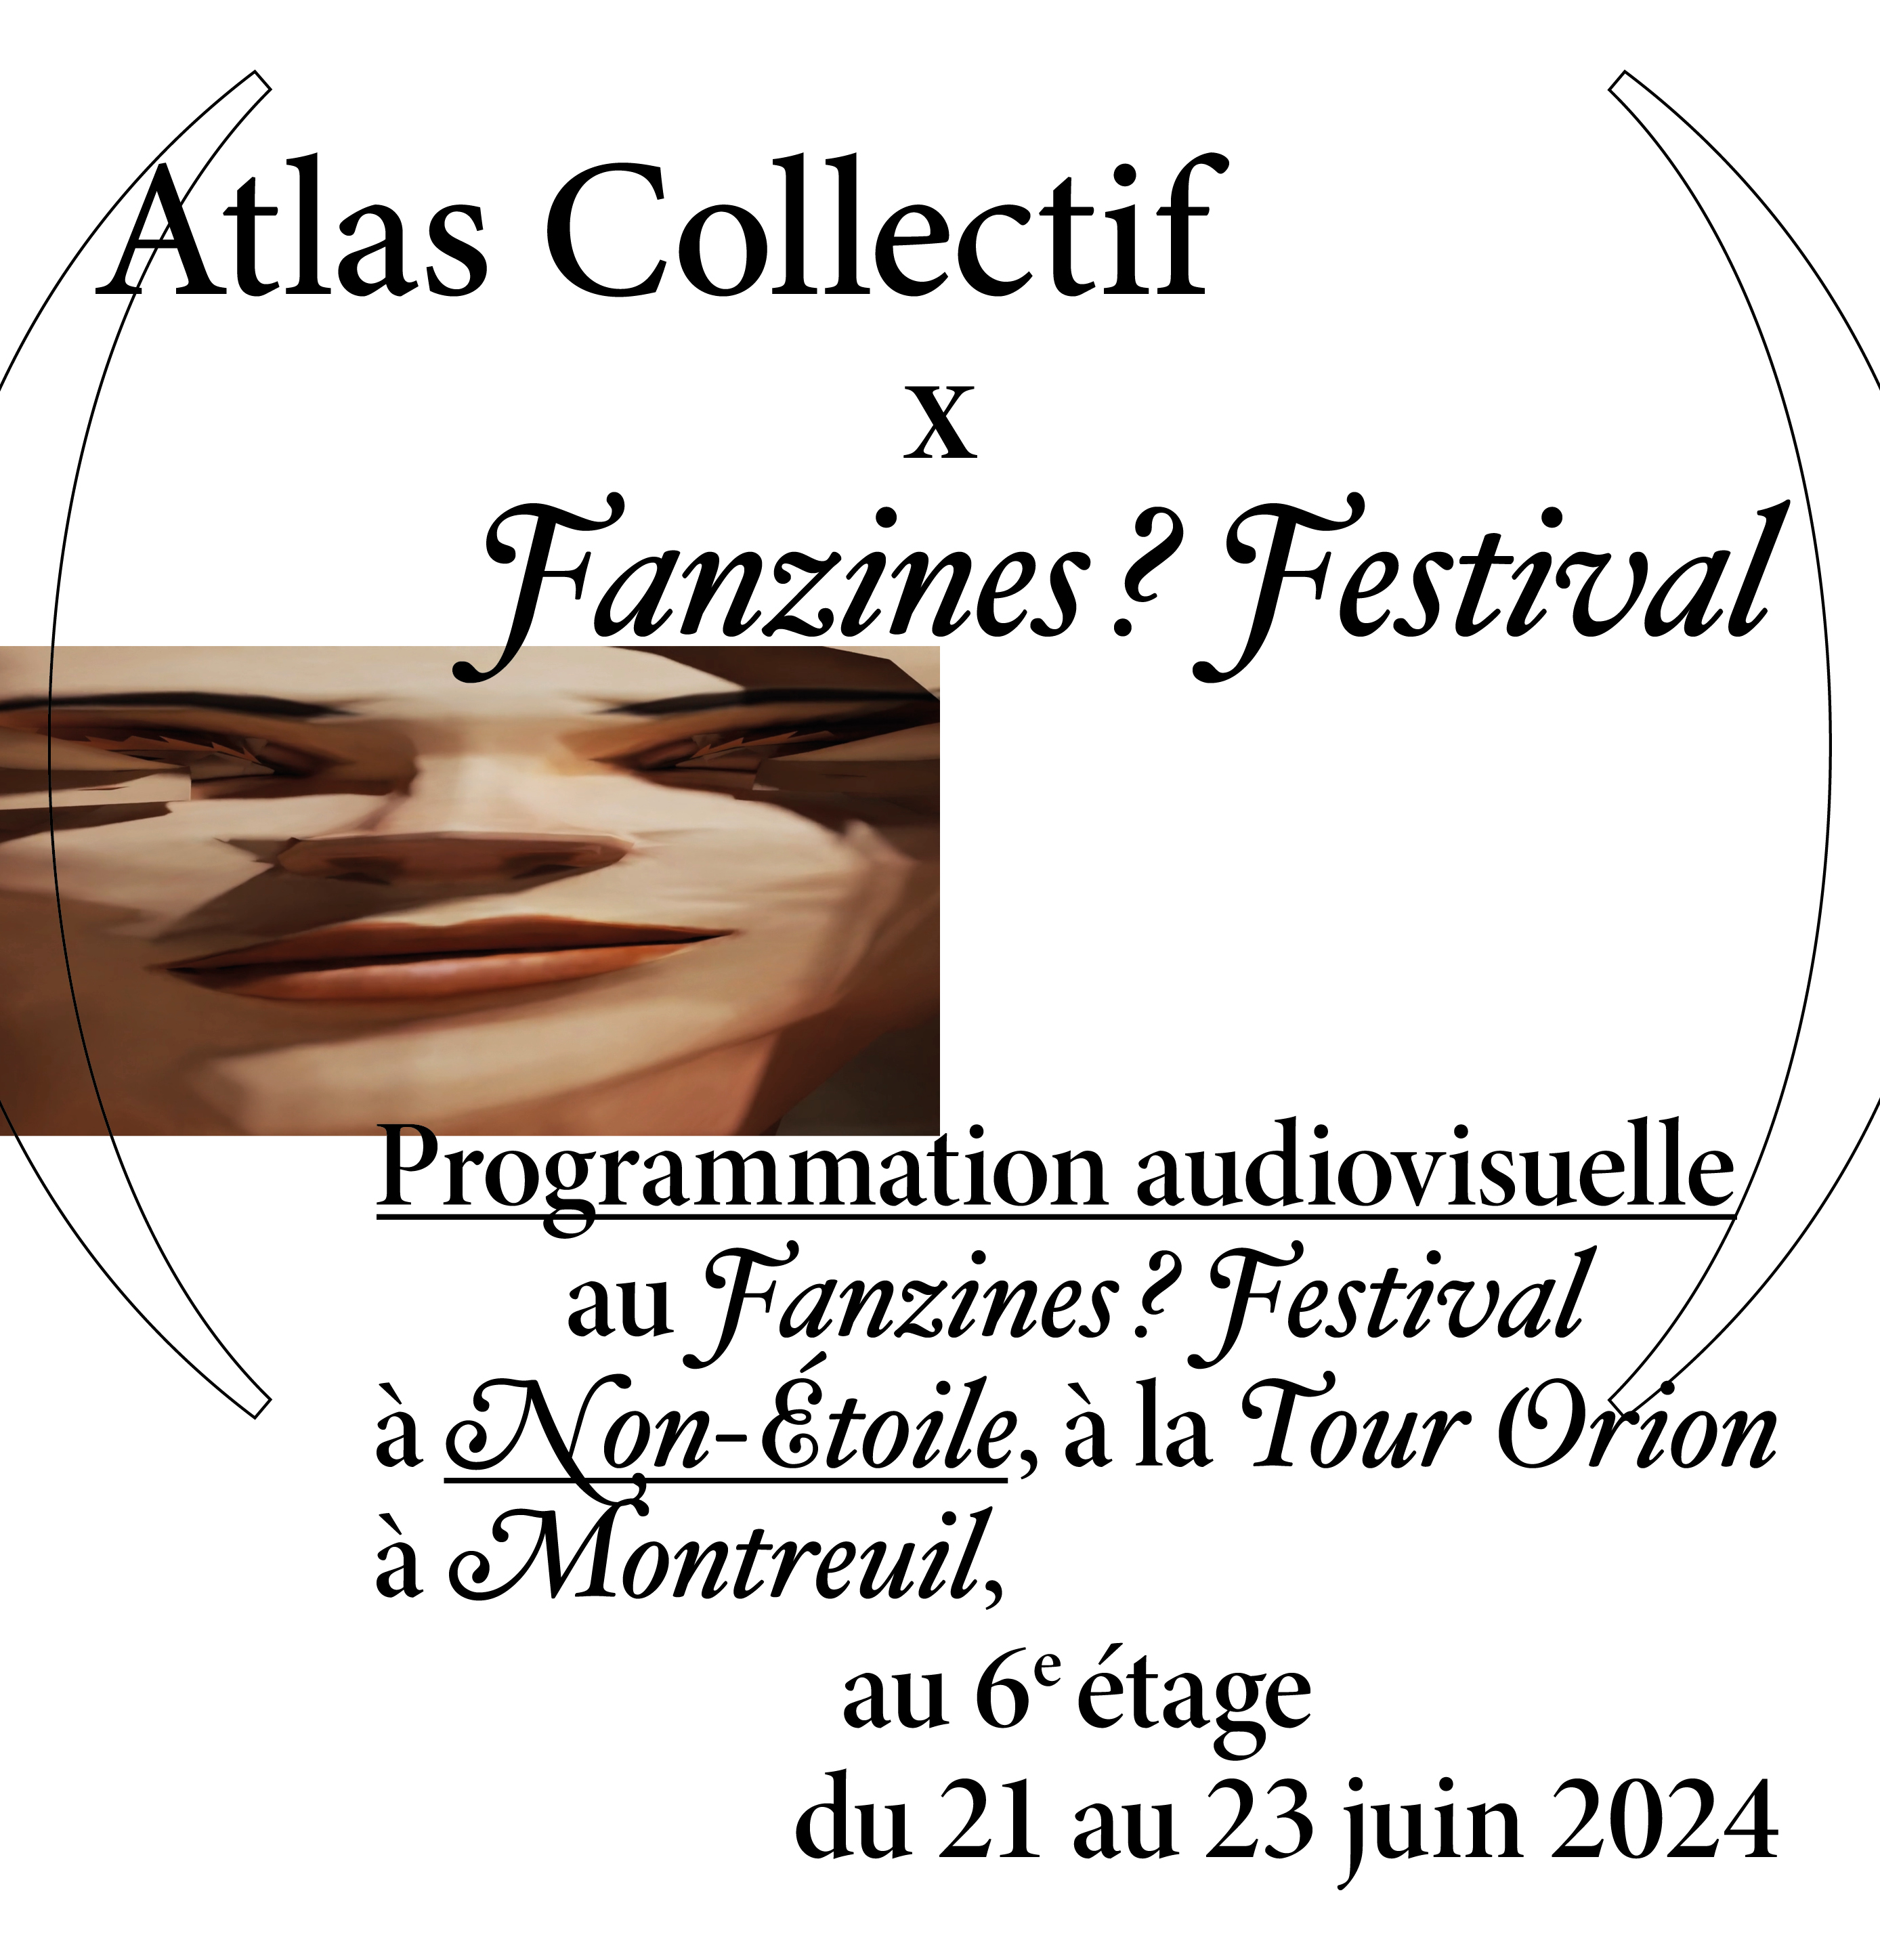 Atlas Collectif
x
Fanzines? Festival
Programmation audiovisuelle
au Fanzines? Festival
à Non-Étoile, à la Tour Orion
à Montreuil,
au 6e étage
du 21 au 23 juin 2024